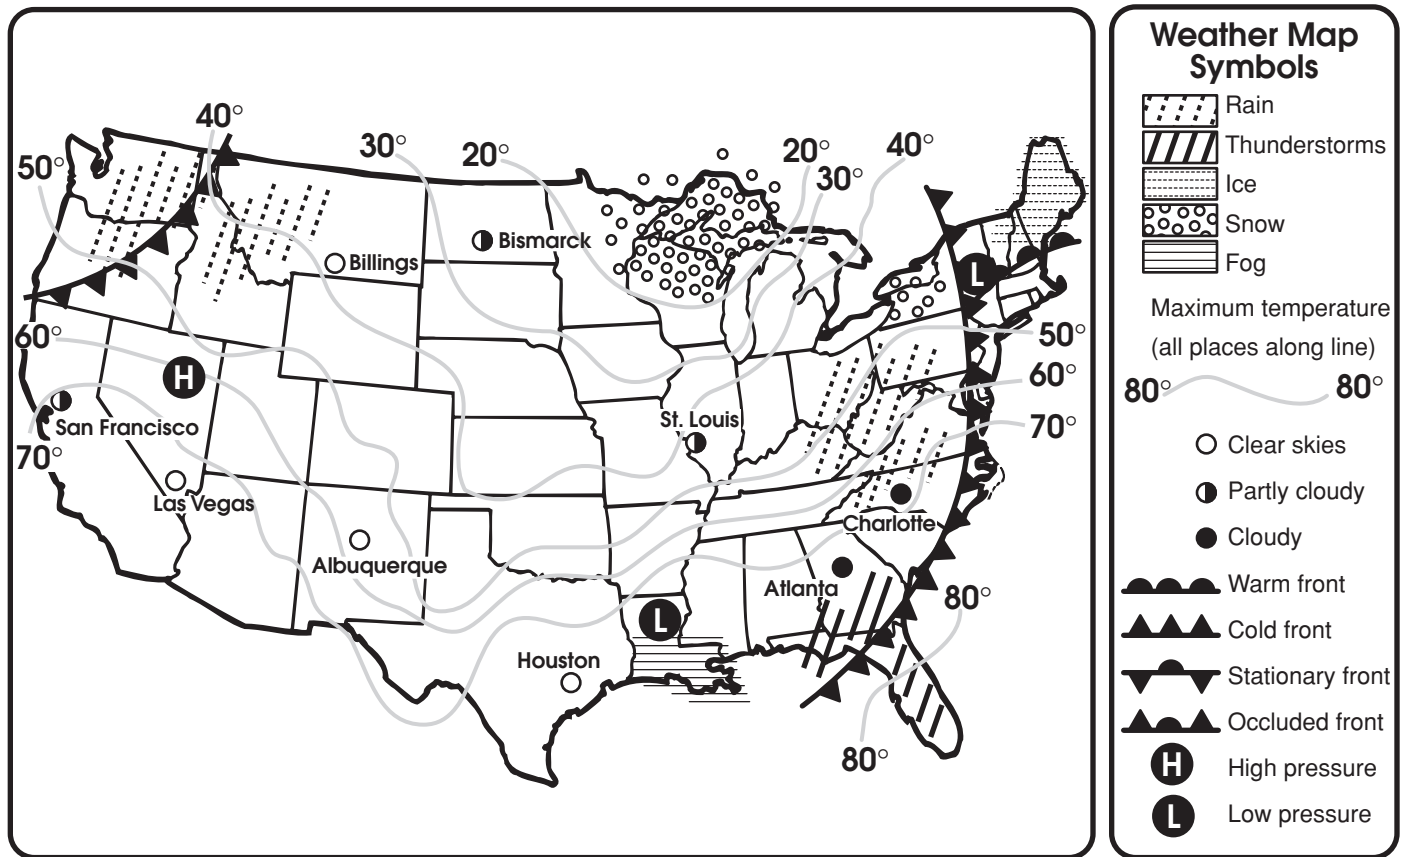 40°
30°
20°
20°
40°
30°
50°
Bismarck
Billings
L
60°
50°
H
60°
San Francisco
St. Louis
70°
70°
Las Vegas
Charlotte
Albuquerque
Atlanta
80°
L
Houston
80°
Weather Map
Symbols
Rain
Thunderstorms
Ice
Snow
Fog
Maximum temperature
(all places along line)
80° 80°
Clear skies
Partly cloudy
Cloudy
Warm front
Cold front
Stationary front
Occluded front
H High pressure
L Low pressure